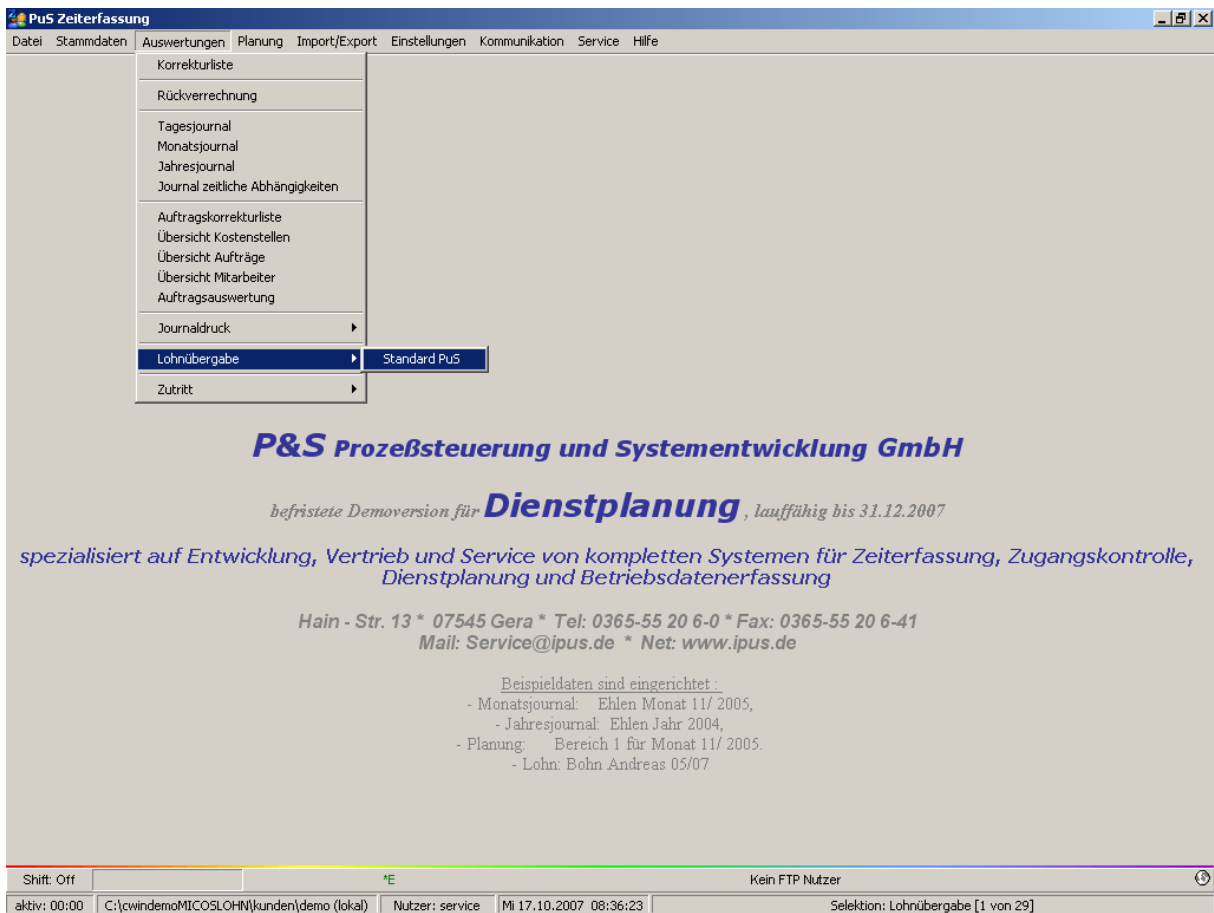 PuS Zeiterfassung
Datei Stammdaten Auswertungen Planung Import/Export Einstellungen Kommunikation Service Hilfe
Korrekturliste
Rückverrechnung
Tagesjournal
Monatsjournal
Jahresjournal
Journal zeitliche Abhängigkeiten
Auftragskorrekturliste
Übersicht Kostenstellen
Übersicht Aufträge
Übersicht Mitarbeiter
Auftragsauswertung
Journaldruck
Lohnübergabe Standard PuS
Zutritt
P&S Prozeßsteuerung und Systementwicklung GmbH
befristete Demoversion für Dienstplanung , lauffähig bis 31.12.2007
spezialisiert auf Entwicklung, Vertrieb und Service von kompletten Systemen für Zeiterfassung, Zugangskontrolle,
Dienstplanung und Betriebsdatenerfassung
Hain - Str. 13 * 07545 Gera * Tel: 0365-55 20 6-0 * Fax: 0365-55 20 6-41
Mail: Service@ipus.de * Net: www.ipus.de
Beispieldaten sind eingerichtet :
- Monatsjournal: Ehlen Monat 11/ 2005,
- Jahresjournal: Ehlen Jahr 2004,
- Planung: Bereich 1 für Monat 11/ 2005.
- Lohn: Bohn Andreas 05/07
Shift: Off *E Kein FTP Nutzer
aktiv: 00:00 C:\cwindemoMICOSLOHN\kunden\demo (lokal) Nutzer: service Mi 17.10.2007 08:36:23 Selektion: Lohnübergabe [1 von 29]